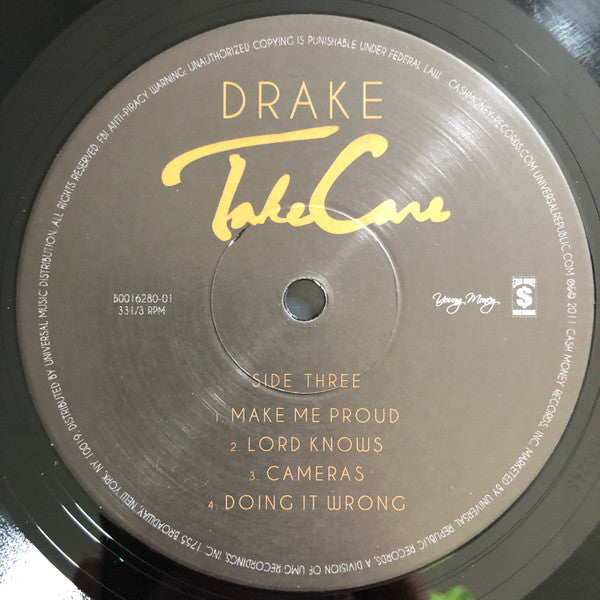 DRAKE
Take Care
B0016280-01
33 1/3 RPM
Young Money
CASH MONEY
RECORDS
SIDE THREE
1. MAKE ME PROUD
2. LORD KNOWS
3. CAMERAS
4. DOING IT WRONG
FBI ANTI-PIRACY WARNING: UNAUTHORIZED COPYING IS PUNISHABLE UNDER FEDERAL LAW. CASHMONEY-RECORDS.COM UNIVERSALREPUBLIC.COM ℗© 2011 CASH MONEY RECORDS, INC. MARKETED BY UNIVERSAL REPUBLIC RECORDS, A DIVISION OF UMG RECORDINGS, INC. 1755 BROADWAY, NEW YORK, NY 10019. DISTRIBUTED BY UNIVERSAL MUSIC DISTRIBUTION. ALL RIGHTS RESERVED.